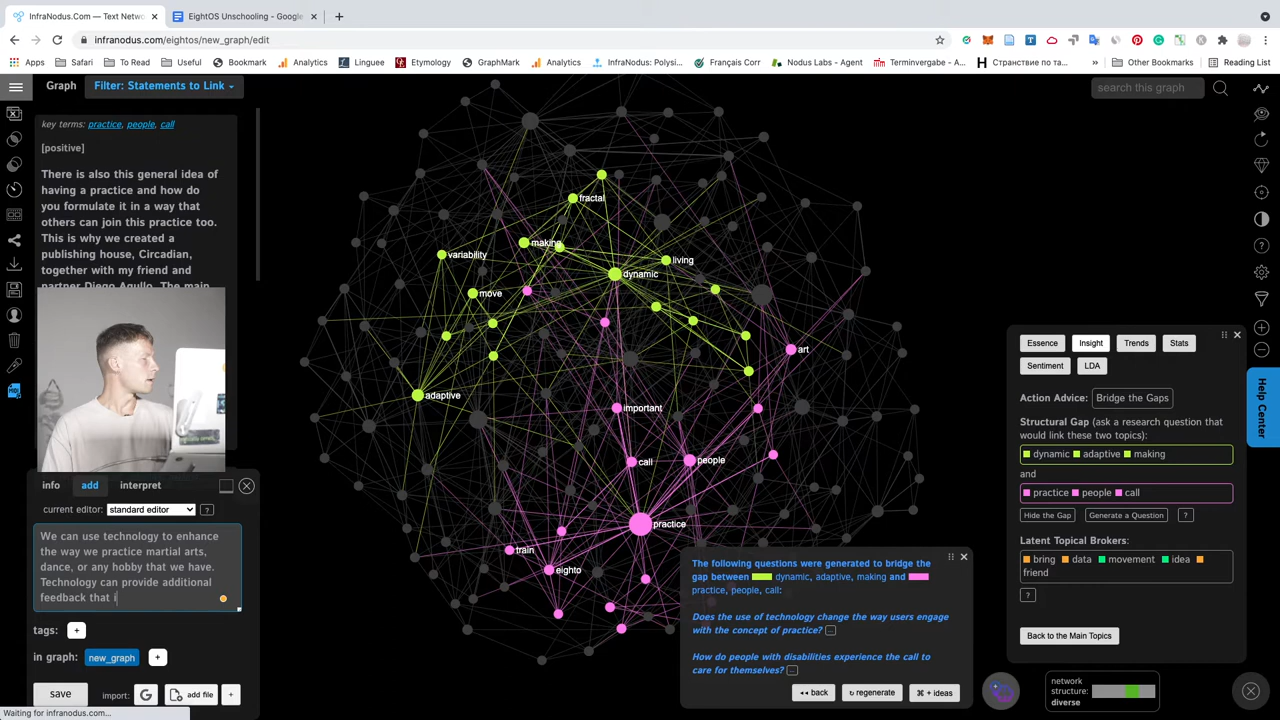 InfraNodus.Com — Text Netwo
EightOS Unschooling - Google
infranodus.com/eightos/new_graph/edit
Apps
Safari
To Read
Useful
Bookmark
Analytics
Linguee
Etymology
GraphMark
Analytics
InfraNodus: Polysi...
Français Corr
Nodus Labs - Agent
Terminvergabe - A...
Странствие по та...
Other Bookmarks
Reading List
Graph
Filter: Statements to Link
search this graph
key terms: practice, people, call
[positive]
There is also this general idea of
having a practice and how do
you formulate it in a way that
others can join this practice too.
This is why we created a
publishing house, Circadian,
together with my friend and
partner Diego Agullo. The main
fractal
making
variability
living
dynamic
move
art
adaptive
important
call
people
practice
train
eighto
Essence
Insight
Trends
Stats
Sentiment
LDA
Action Advice: Bridge the Gaps
Structural Gap (ask a research question that
would link these two topics):
dynamic adaptive making
and
practice people call
Hide the Gap
Generate a Question
?
Latent Topical Brokers:
bring data movement idea
friend
?
Back to the Main Topics
Help Center
info
add
interpret
current editor: standard editor ?
We can use technology to enhance
the way we practice martial arts,
dance, or any hobby that we have.
Technology can provide additional
feedback that i
tags: +
in graph: new_graph +
save
import:
add file
+
Waiting for infranodus.com...
The following questions were generated to bridge the
gap between dynamic, adaptive, making and
practice, people, call:
Does the use of technology change the way users engage
with the concept of practice? ...
How do people with disabilities experience the call to
care for themselves? ...
back
regenerate
⌘ + ideas
network
structure:
diverse